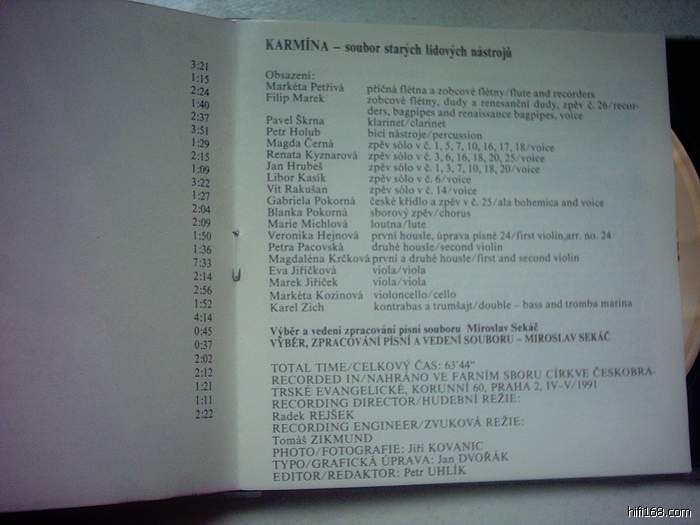 3:21
1:15
2:24
1:40
2:37
3:51
1:29
2:15
1:09
3:22
1:27
2:04
2:09
1:50
1:36
7:33
2:14
2:56
1:52
4:14
0:45
0:37
2:02
2:12
1:21
1:11
2:22
KARMÍNA – soubor starých lidových nástrojů
Obsazení:
Markéta Petřivá příčná flétna a zobcové flétny/flute and recorders
Filip Marek zobcové flétny, dudy a renesanční dudy, zpěv č. 26/recor-
ders, bagpipes and renaissance bagpipes, voice
Pavel Škrna klarinet/clarinet
Petr Holub bicí nástroje/percussion
Magda Černá zpěv sólo v č. 1, 5, 7, 10, 16, 17, 18/voice
Renata Kyznarová zpěv sólo v č. 3, 6, 16, 18, 20, 25/voice
Jan Hrubeš zpěv sólo v č. 1, 3, 7, 10, 18, 20/voice
Libor Kasík zpěv sólo v č. 6/voice
Vít Rakušan zpěv sólo v č. 14/voice
Gabriela Pokorná české křídlo a zpěv v č. 25/ala bohemica and voice
Blanka Pokorná sborový zpěv/chorus
Marie Michlová loutna/lute
Veronika Hejnová první housle, úprava písně 24/first violin,arr. no. 24
Petra Pacovská druhé housle/second violin
Magdaléna Krčková první a druhé housle/first and second violin
Eva Jiříčková viola/viola
Marek Jiříček viola/viola
Markéta Kozinová violoncello/cello
Karel Zich kontrabas a trumšajt/double – bass and tromba marina
Výběr a vedení zpracování písní souboru Miroslav Sekáč
VÝBĚR, ZPRACOVÁNÍ PÍSNÍ A VEDENÍ SOUBORU – MIROSLAV SEKÁČ
TOTAL TIME/CELKOVÝ ČAS: 63'44"
RECORDED IN/NAHRÁNO VE FARNÍM SBORU CÍRKVE ČESKOBRA-
TRSKÉ EVANGELICKÉ, KORUNNÍ 60, PRAHA 2, IV–V/1991
RECORDING DIRECTOR/HUDEBNÍ REŽIE:
Radek REJŠEK
RECORDING ENGINEER/ZVUKOVÁ REŽIE:
Tomáš ZIKMUND
PHOTO/FOTOGRAFIE: Jiří KOVANIC
TYPO/GRAFICKÁ ÚPRAVA: Jan DVOŘÁK
EDITOR/REDAKTOR: Petr UHLÍK
hifi168.com